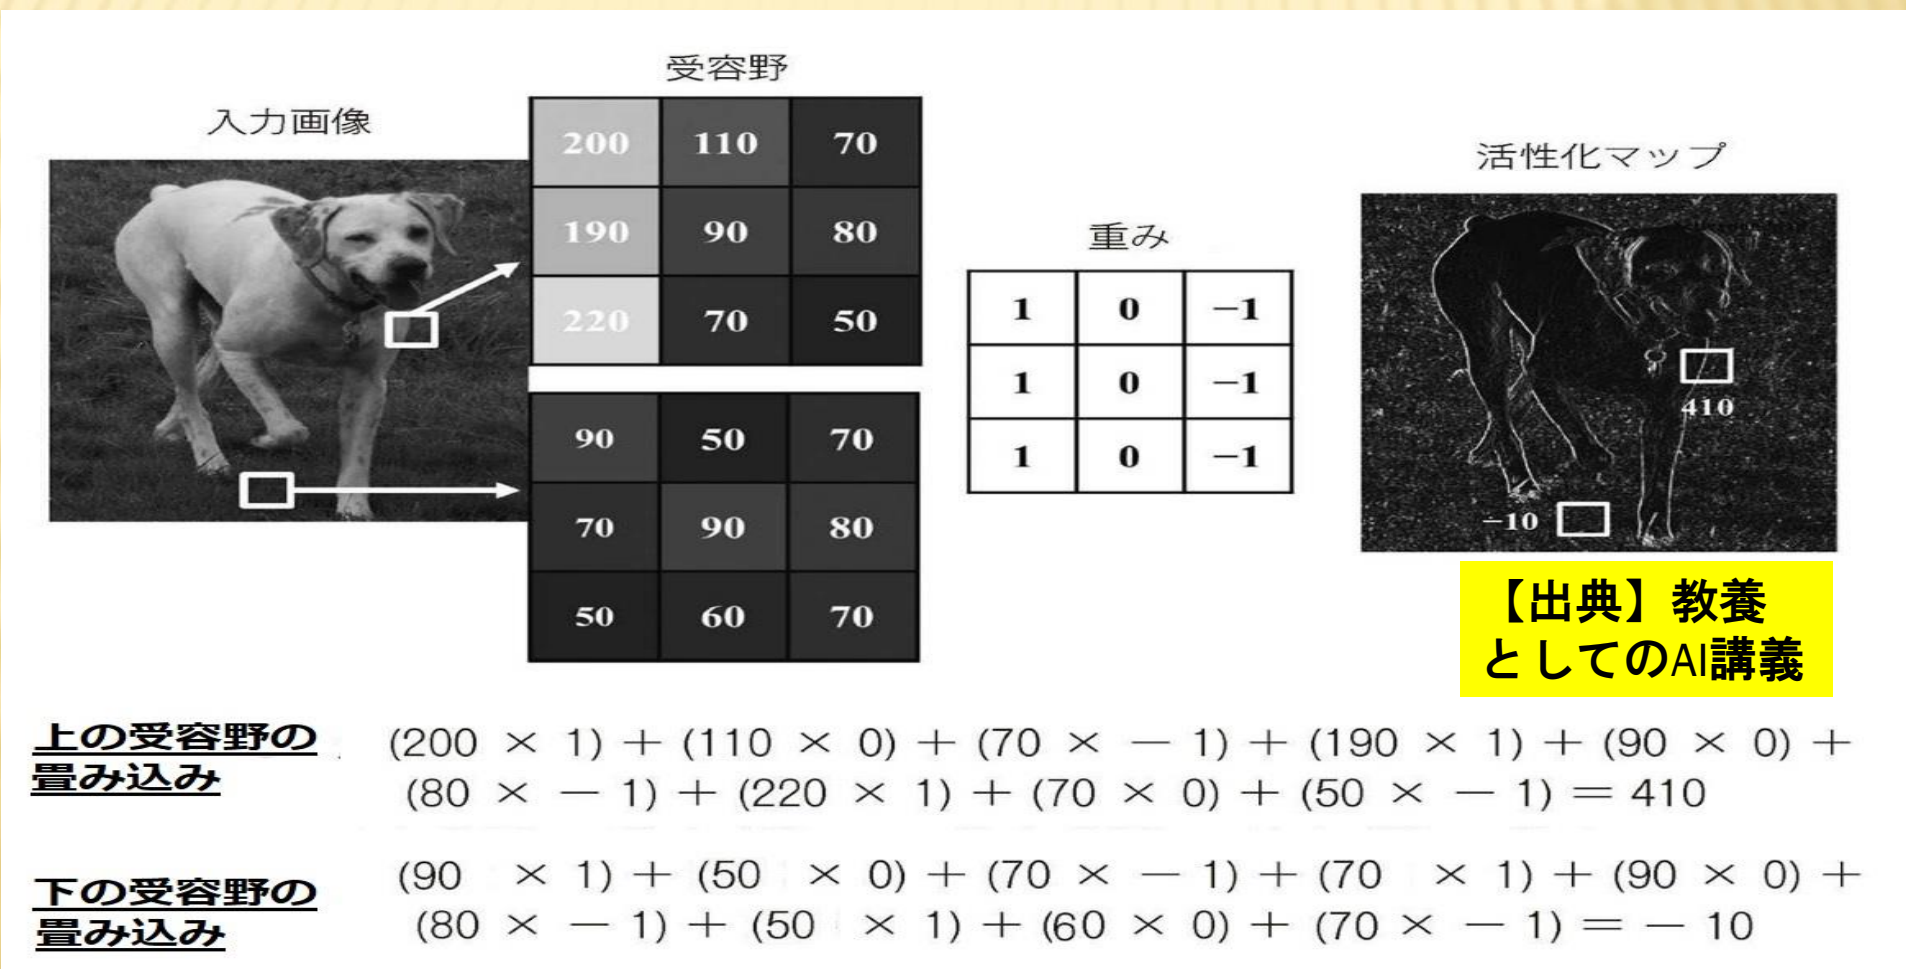 受容野
入力画像
200 110 70
190 90 80
220 70 50
90 50 70
70 90 80
50 60 70
重み
1 0 −1
1 0 −1
1 0 −1
活性化マップ
410
−10
【出典】教養
としてのAI講義
上の受容野の
畳み込み
(200 × 1) + (110 × 0) + (70 × − 1) + (190 × 1) + (90 × 0) +
(80 × − 1) + (220 × 1) + (70 × 0) + (50 × − 1) = 410
下の受容野の
畳み込み
(90 × 1) + (50 × 0) + (70 × − 1) + (70 × 1) + (90 × 0) +
(80 × − 1) + (50 × 1) + (60 × 0) + (70 × − 1) = − 10